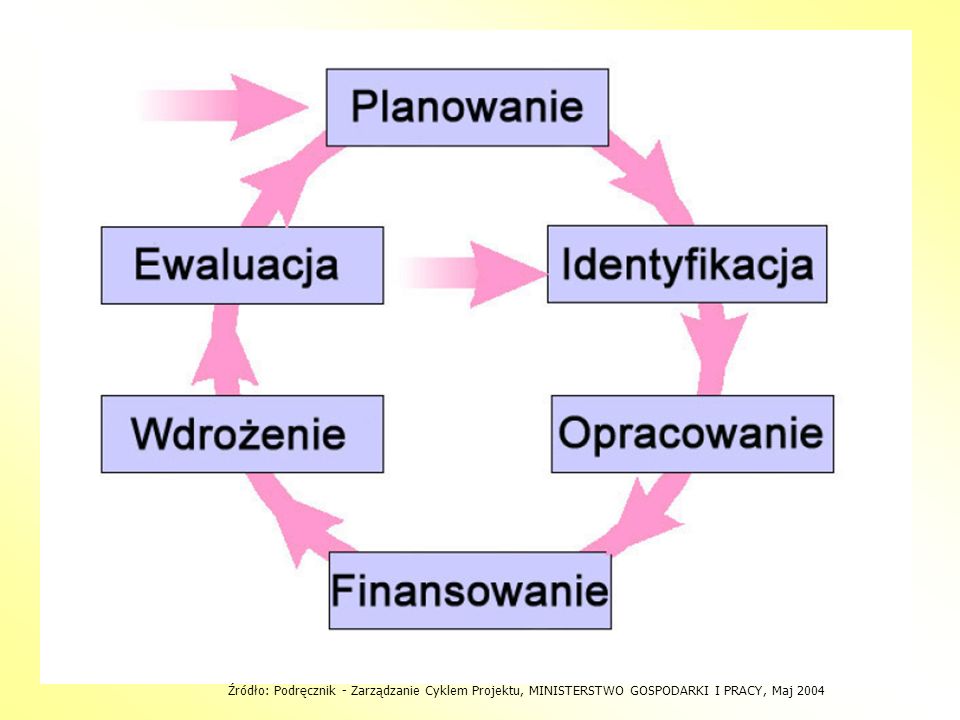 Planowanie
Ewaluacja
Identyfikacja
Wdrożenie
Opracowanie
Finansowanie
Źródło: Podręcznik - Zarządzanie Cyklem Projektu, MINISTERSTWO GOSPODARKI I PRACY, Maj 2004